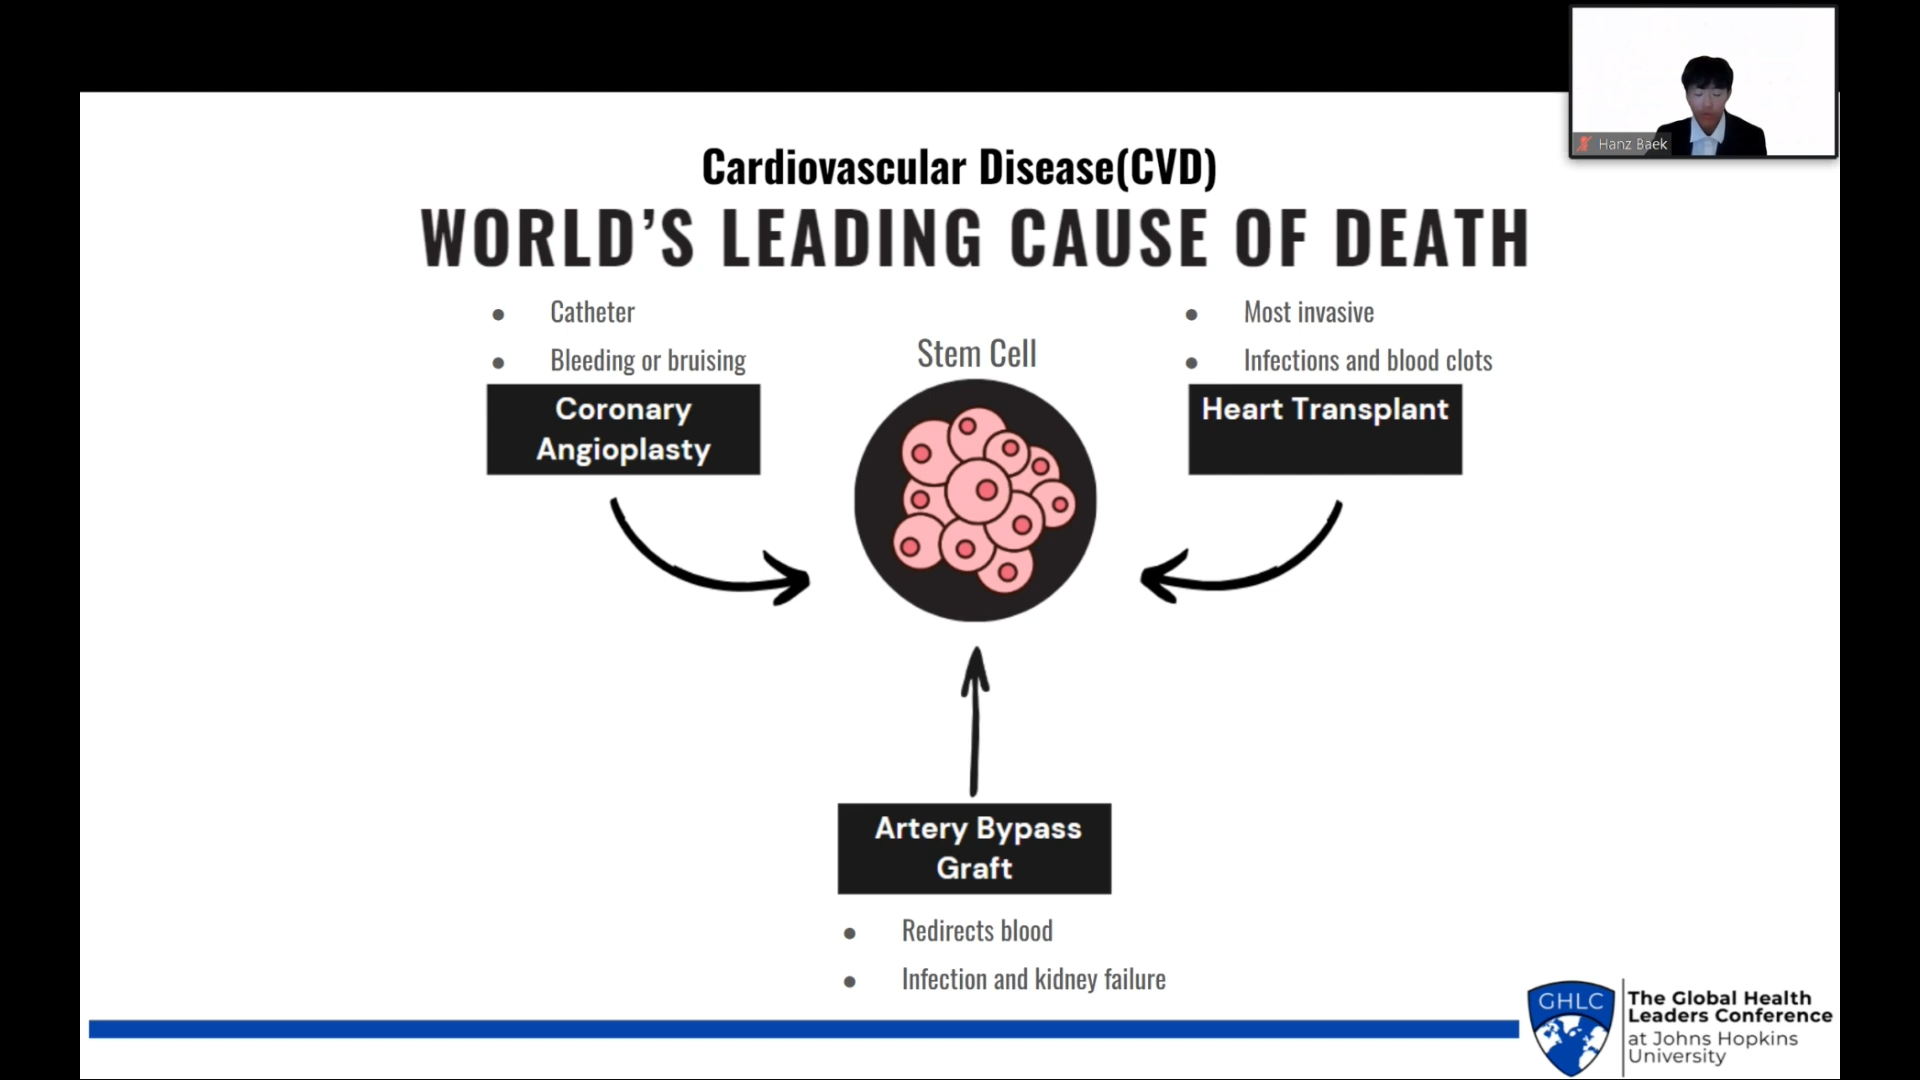 Hanz Baek
Cardiovascular Disease(CVD)
WORLD'S LEADING CAUSE OF DEATH
● Catheter
● Bleeding or bruising
Coronary
Angioplasty
Stem Cell
● Most invasive
● Infections and blood clots
Heart Transplant
Artery Bypass
Graft
● Redirects blood
● Infection and kidney failure
GHLC
The Global Health
Leaders Conference
at Johns Hopkins
University